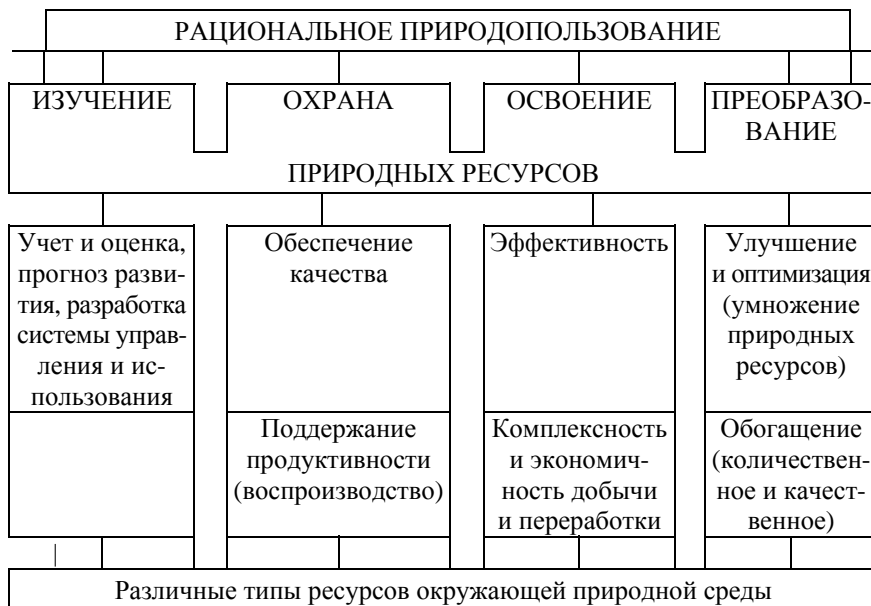 РАЦИОНАЛЬНОЕ ПРИРОДОПОЛЬЗОВАНИЕ
ИЗУЧЕНИЕ
ОХРАНА
ОСВОЕНИЕ
ПРЕОБРАЗО-
ВАНИЕ
ПРИРОДНЫХ РЕСУРСОВ
Учет и оценка,
прогноз разви-
тия, разработка
системы управ-
ления и ис-
пользования
Обеспечение
качества
Эффективность
Улучшение
и оптимизация
(умножение
природных
ресурсов)
Поддержание
продуктивности
(воспроизводство)
Комплексность
и экономич-
ность добычи
и переработки
Обогащение
(количествен-
ное и качест-
венное)
Различные типы ресурсов окружающей природной среды